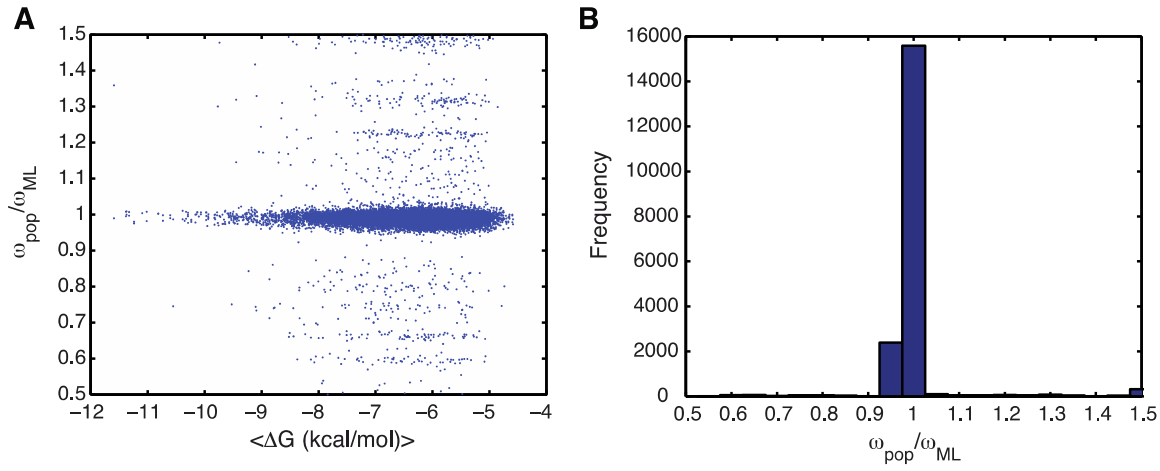 A
1.5
1.4
1.3
1.2
1.1
1
0.9
0.8
0.7
0.6
0.5
ω_pop/ω_ML
−12 −11 −10 −9 −8 −7 −6 −5 −4
<ΔG (kcal/mol)>
B
16000
14000
12000
10000
8000
6000
4000
2000
0
Frequency
0.5 0.6 0.7 0.8 0.9 1 1.1 1.2 1.3 1.4 1.5
ω_pop/ω_ML